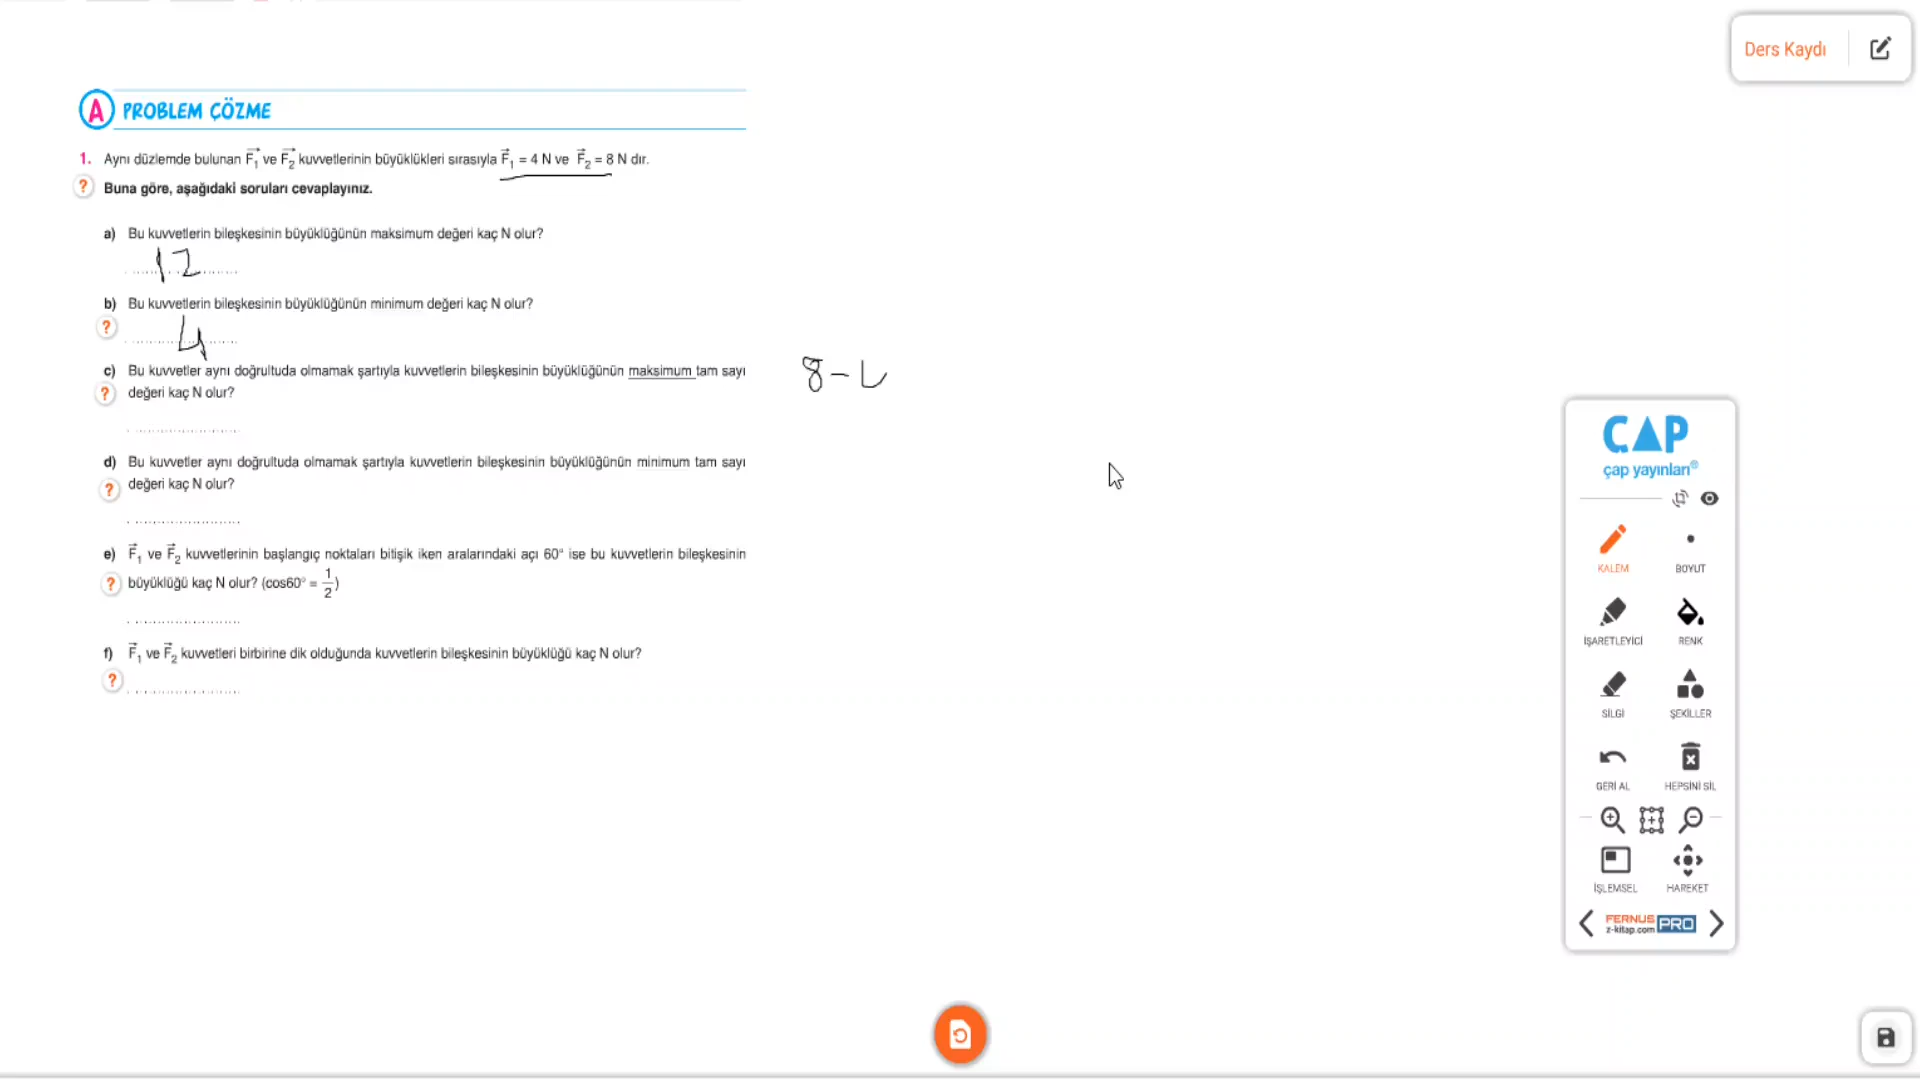 Ders Kaydı
A PROBLEM ÇÖZME
1. Aynı düzlemde bulunan F₁ ve F₂ kuvvetlerinin büyüklükleri sırasıyla F₁ = 4 N ve F₂ = 8 N dır.
? Buna göre, aşağıdaki soruları cevaplayınız.
a) Bu kuvvetlerin bileşkesinin büyüklüğünün maksimum değeri kaç N olur?
12
b) Bu kuvvetlerin bileşkesinin büyüklüğünün minimum değeri kaç N olur?
?
4
c) Bu kuvvetler aynı doğrultuda olmamak şartıyla kuvvetlerin bileşkesinin büyüklüğünün maksimum tam sayı
? değeri kaç N olur?
8 -
d) Bu kuvvetler aynı doğrultuda olmamak şartıyla kuvvetlerin bileşkesinin büyüklüğünün minimum tam sayı
? değeri kaç N olur?
e) F₁ ve F₂ kuvvetlerinin başlangıç noktaları bitişik iken aralarındaki açı 60° ise bu kuvvetlerin bileşkesinin
? büyüklüğü kaç N olur? (cos60° = 1/2)
f) F₁ ve F₂ kuvvetleri birbirine dik olduğunda kuvvetlerin bileşkesinin büyüklüğü kaç N olur?
?
ÇAP
çap yayınları®
KALEM BOYUT
İŞARETLEYİCİ RENK
SİLGİ ŞEKİLLER
GERİ AL HEPSİNİ SİL
İŞLEMSEL HAREKET
FERNUS
z-kitap.com PRO